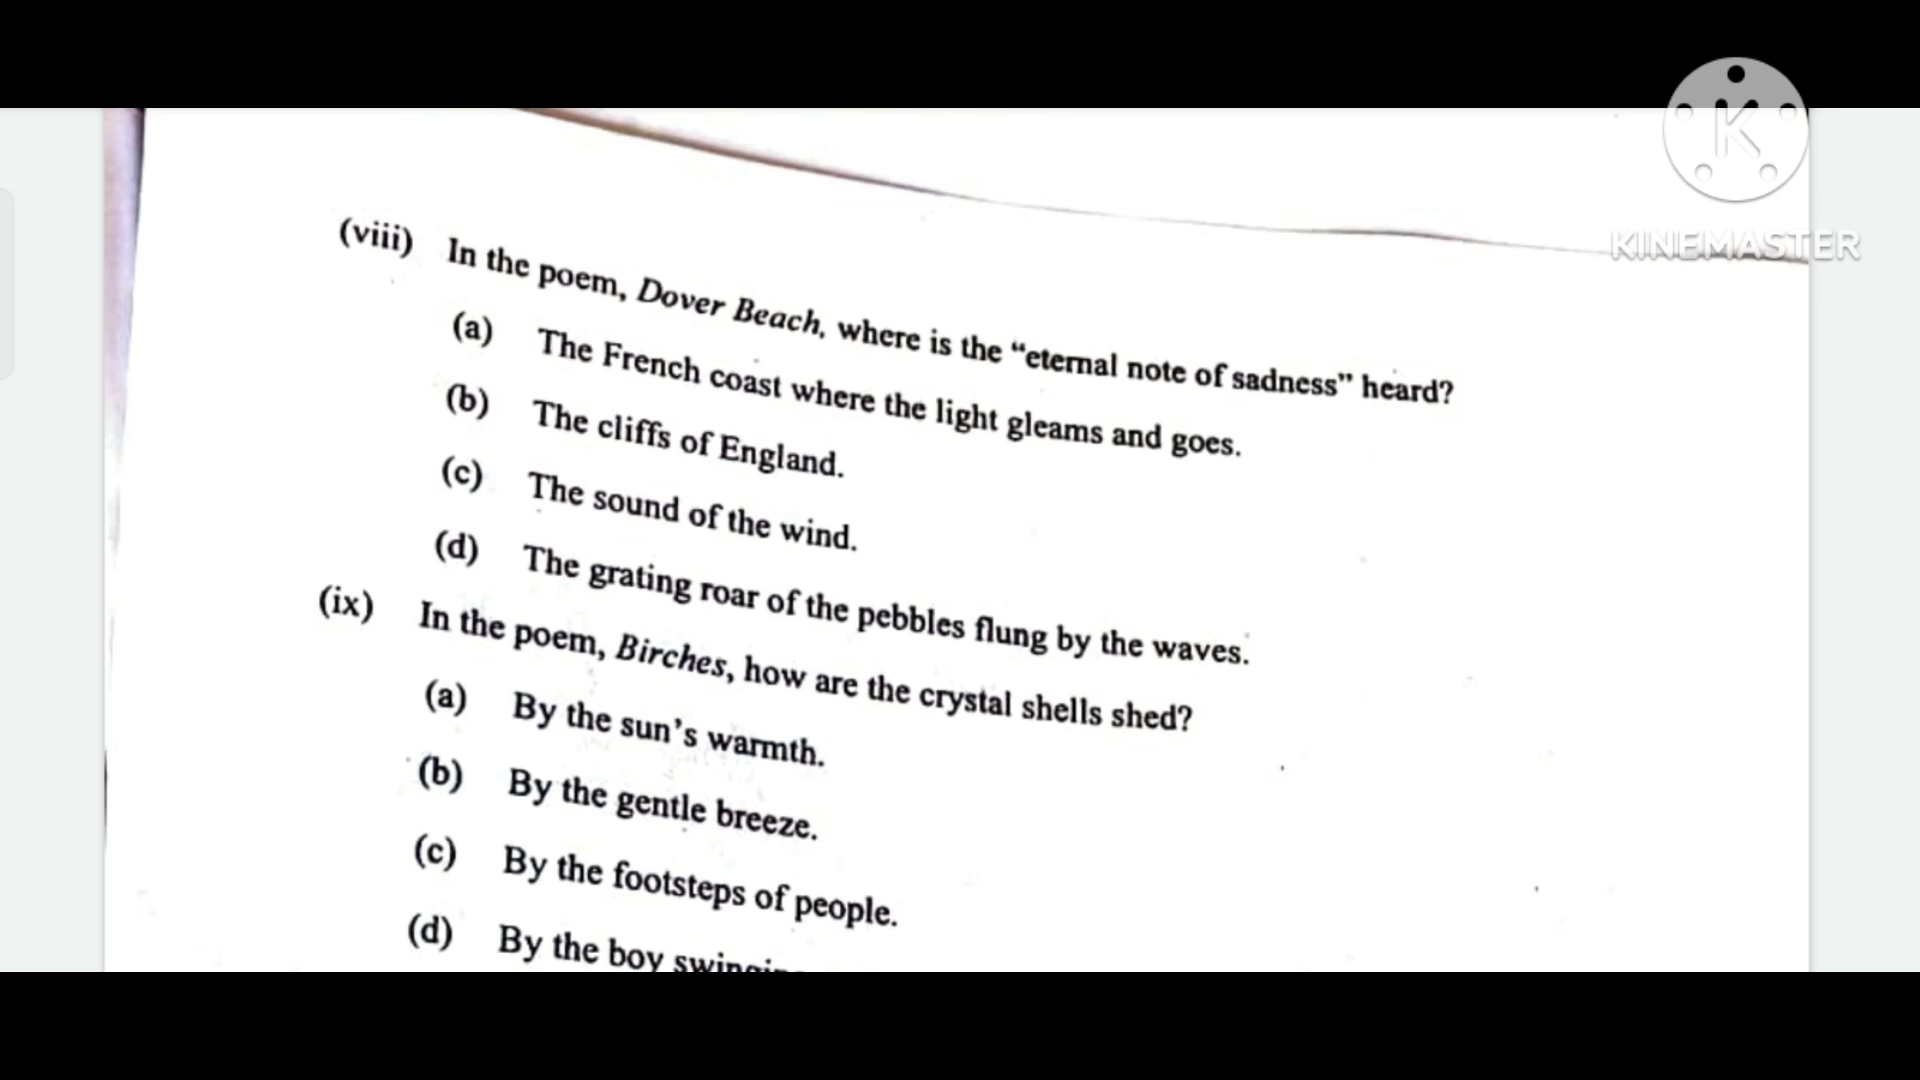 KINEMASTER
(viii) In the poem, Dover Beach, where is the “eternal note of sadness” heard?
(a) The French coast where the light gleams and goes.
(b) The cliffs of England.
(c) The sound of the wind.
(d) The grating roar of the pebbles flung by the waves.
(ix) In the poem, Birches, how are the crystal shells shed?
(a) By the sun’s warmth.
(b) By the gentle breeze.
(c) By the footsteps of people.
(d) By the boy